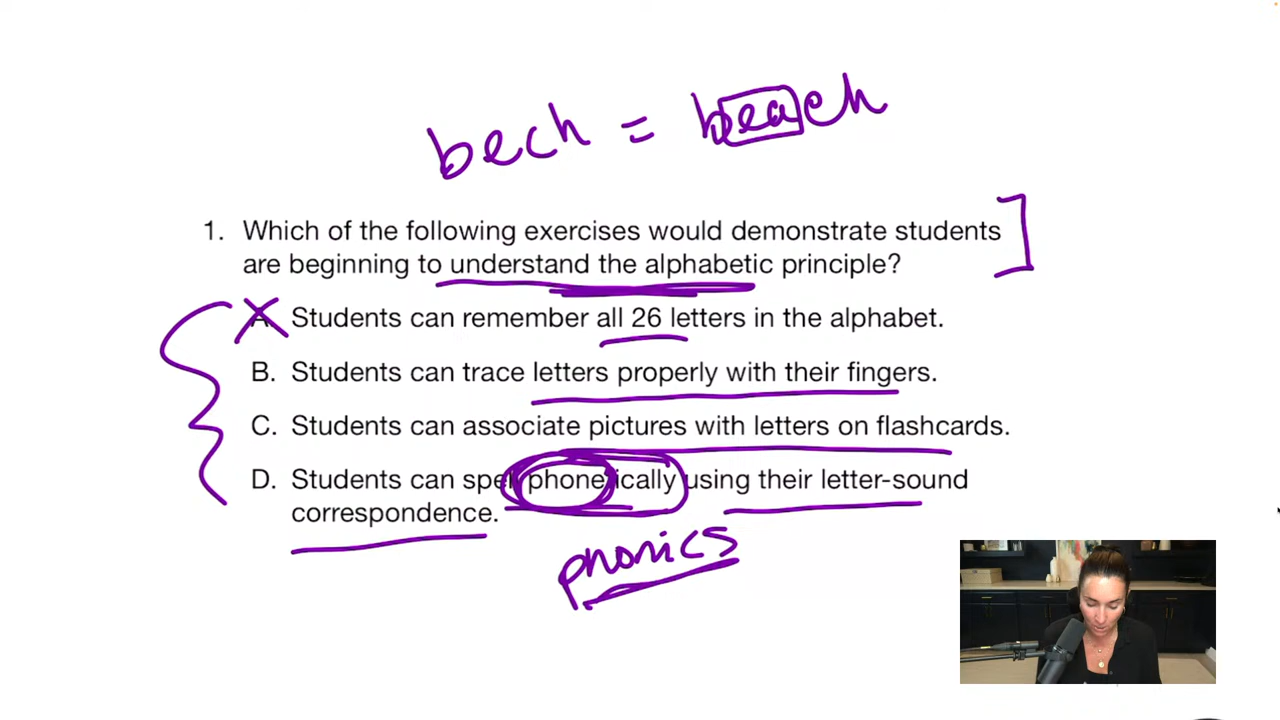 bech = beach
1. Which of the following exercises would demonstrate students
are beginning to understand the alphabetic principle?
A. Students can remember all 26 letters in the alphabet.
B. Students can trace letters properly with their fingers.
C. Students can associate pictures with letters on flashcards.
D. Students can spell phonetically using their letter-sound
correspondence.
phonics